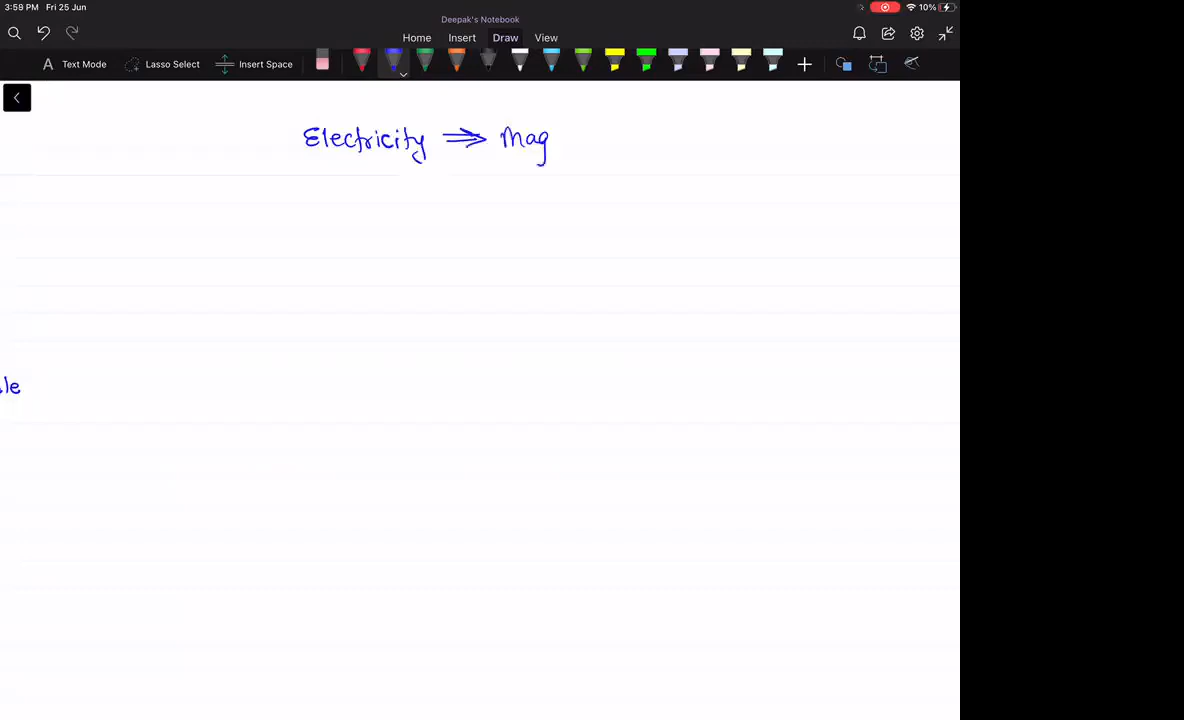 3:59 PM Fri 25 Jun 10%
Deepak's Notebook
Home Insert Draw View
A Text Mode Lasso Select Insert Space
Electricity ⇒ Mag
le